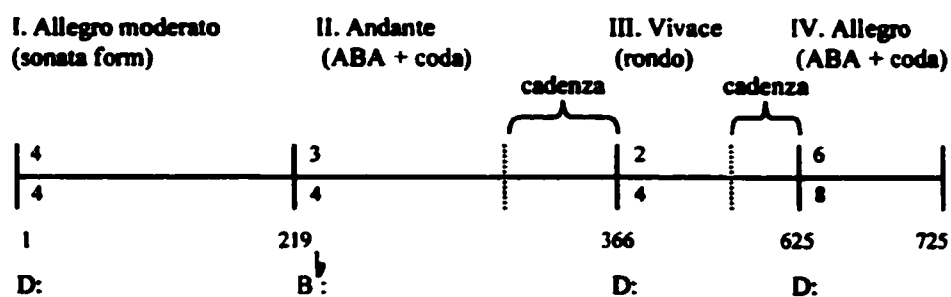 I. Allegro moderato II. Andante III. Vivace IV. Allegro
(sonata form) (ABA + coda) (rondo) (ABA + coda)
cadenza cadenza
4 3 2 6
4 4 4 8
1 219 366 625 725
D: B♭: D: D: